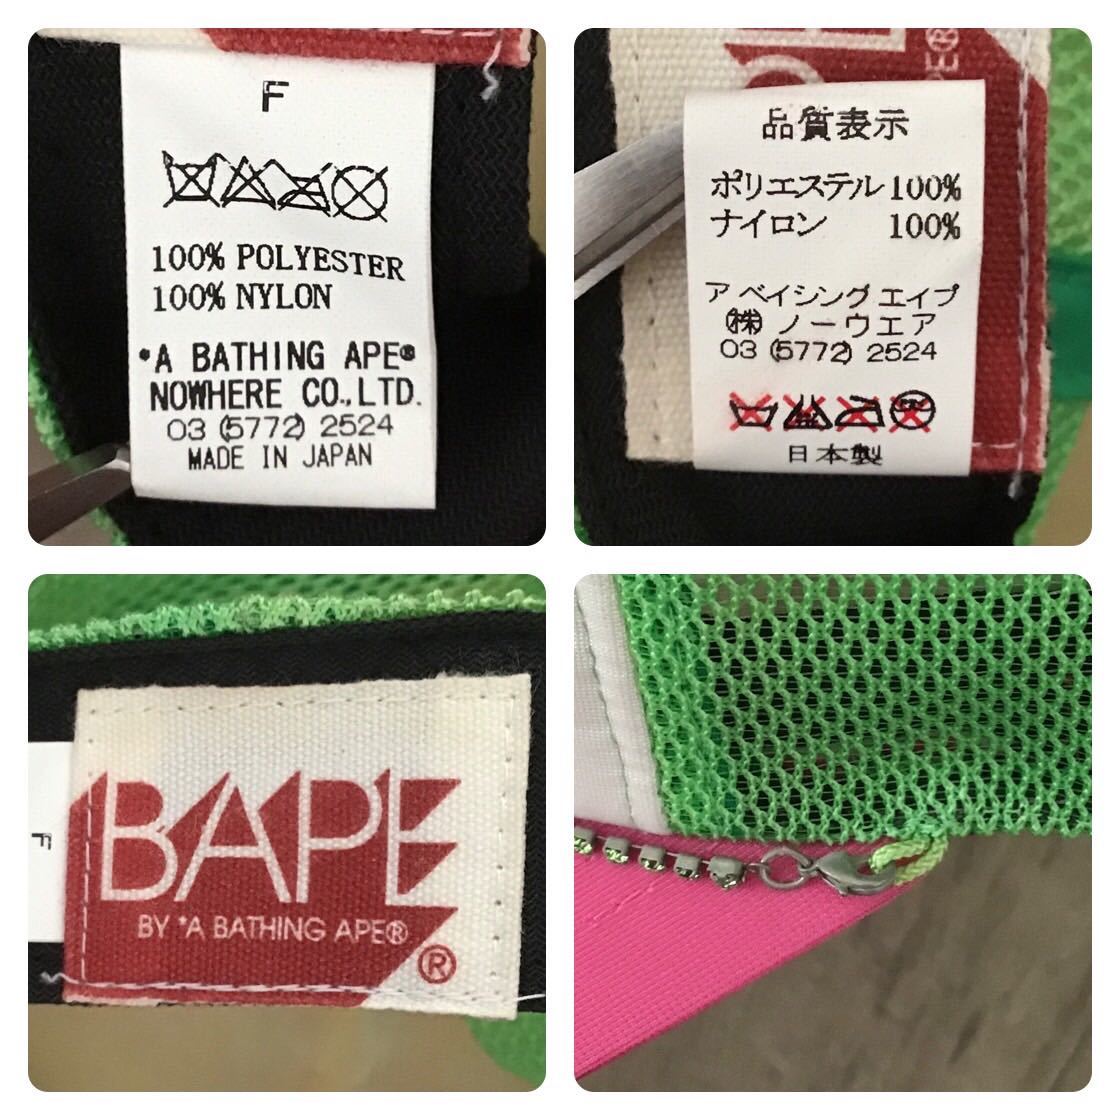 F
100% POLYESTER
100% NYLON
*A BATHING APE®
NOWHERE CO.,LTD.
03 (5772) 2524
MADE IN JAPAN
PE®
品質表示
ポリエステル 100%
ナイロン 100%
ア ベイシング エイプ
㈱ ノーウエア
03 (5772) 2524
日本製
F
BAPE
BY *A BATHING APE®
®